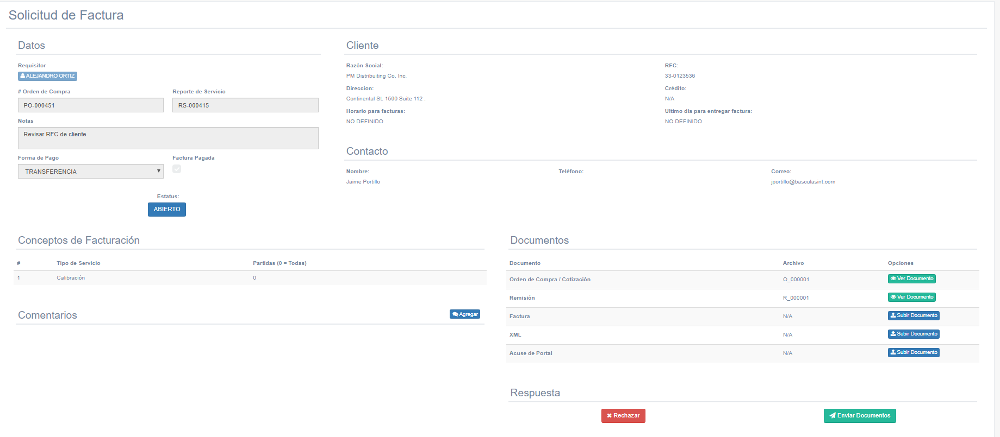 Solicitud de Factura
Datos
Requisitor
ALEJANDRO ORTIZ
# Orden de Compra
Reporte de Servicio
PO-000451
RS-000415
Notas
Revisar RFC de cliente
Forma de Pago
Factura Pagada
TRANSFERENCIA
Estatus:
ABIERTO
Cliente
Razón Social:
RFC:
PM Distribuiting Co, Inc.
33-0123536
Direccion:
Crédito:
Continental St. 1590 Suite 112 .
N/A
Horario para facturas:
Ultimo dia para entregar factura:
NO DEFINIDO
NO DEFINIDO
Contacto
Nombre:
Teléfono:
Correo:
Jaime Portillo
jportillo@basculasint.com
Conceptos de Facturación
# Tipo de Servicio Partidas (0 = Todas)
1 Calibración 0
Comentarios
Agregar
Documentos
Documento Archivo Opciones
Orden de Compra / Cotización O_000001 Ver Documento
Remisión R_000001 Ver Documento
Factura N/A Subir Documento
XML N/A Subir Documento
Acuse de Portal N/A Subir Documento
Respuesta
Rechazar
Enviar Documentos